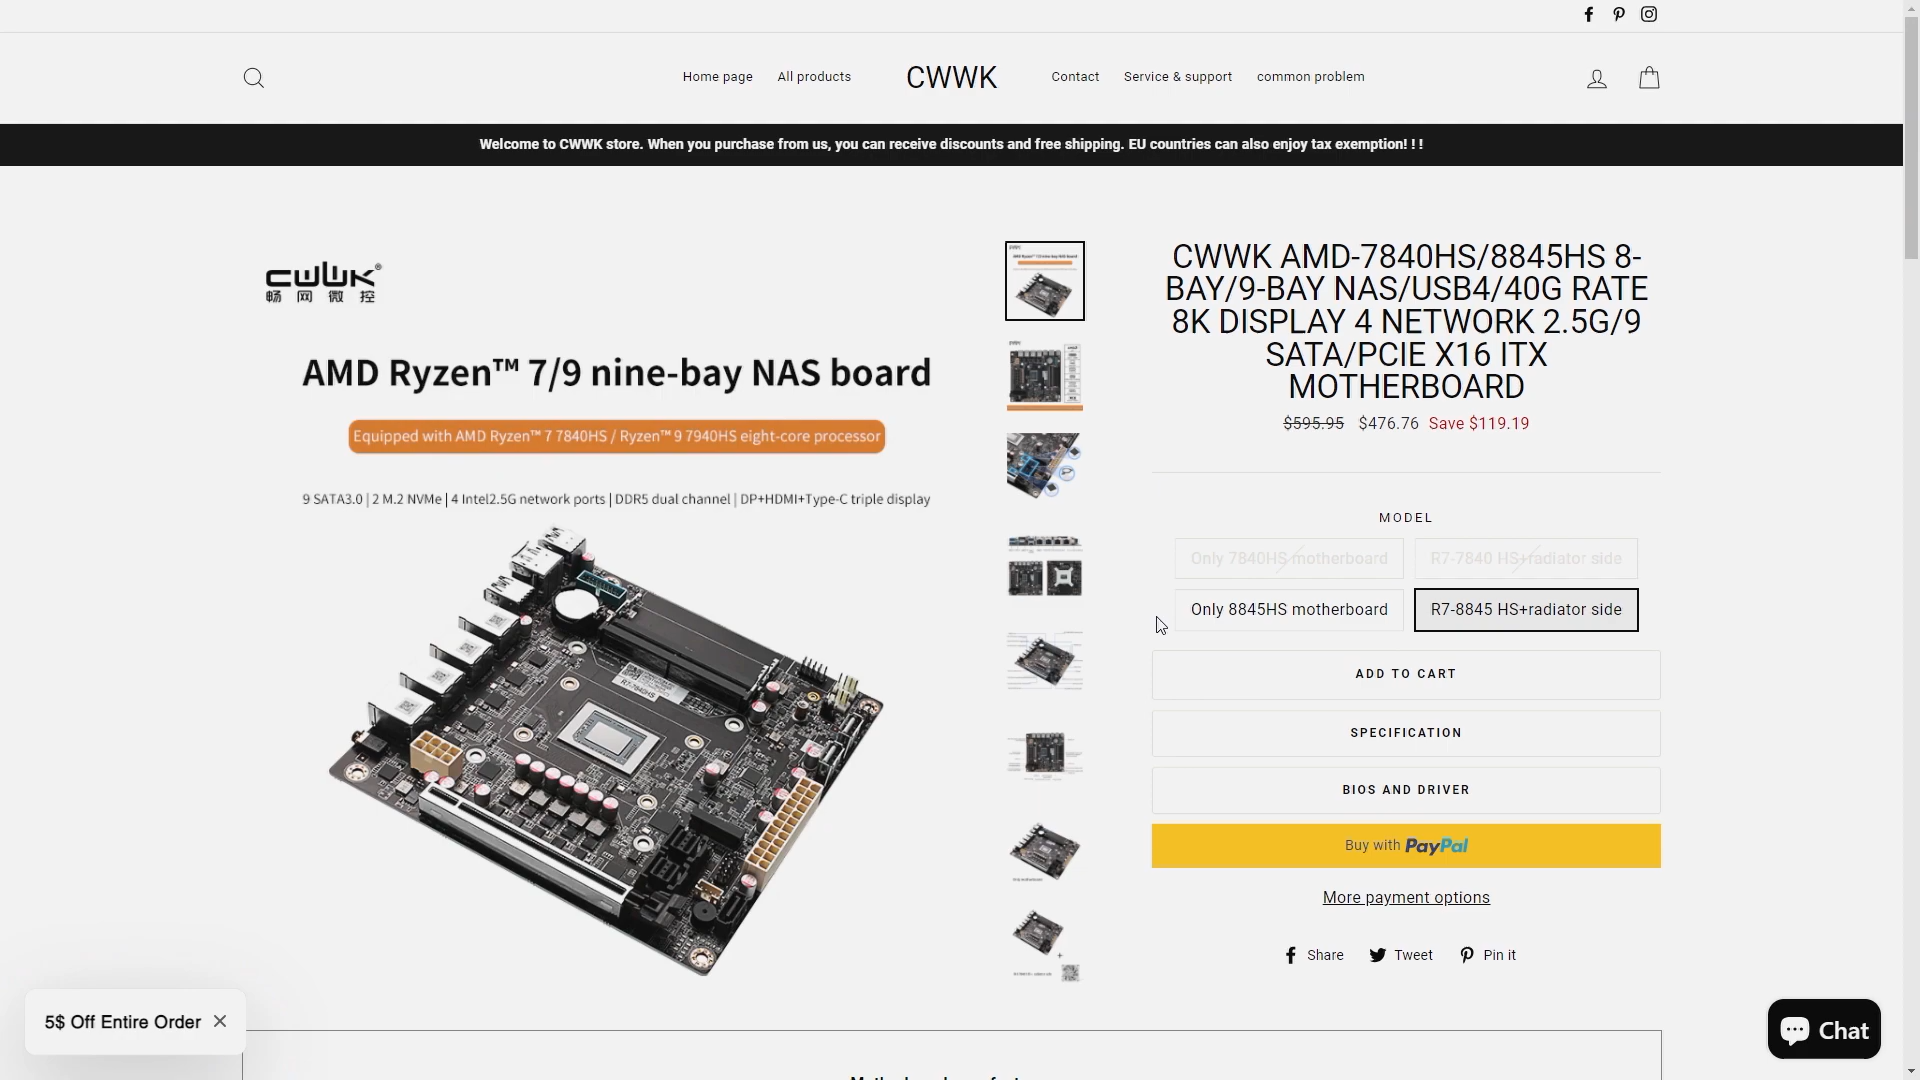 Home page
All products
CWWK
Contact
Service & support
common problem
Welcome to CWWK store. When you purchase from us, you can receive discounts and free shipping. EU countries can also enjoy tax exemption! ! !
CWWK®
畅网微控
AMD Ryzen™ 7/9 nine-bay NAS board
Equipped with AMD Ryzen™ 7 7840HS / Ryzen™ 9 7940HS eight-core processor
9 SATA3.0 | 2 M.2 NVMe | 4 Intel2.5G network ports | DDR5 dual channel | DP+HDMI+Type-C triple display
R7-7840HS
CWWK AMD-7840HS/8845HS 8-
BAY/9-BAY NAS/USB4/40G RATE
8K DISPLAY 4 NETWORK 2.5G/9
SATA/PCIE X16 ITX
MOTHERBOARD
$595.95 $476.76 Save $119.19
MODEL
Only 7840HS motherboard
R7-7840 HS+radiator side
Only 8845HS motherboard
R7-8845 HS+radiator side
ADD TO CART
SPECIFICATION
BIOS AND DRIVER
Buy with PayPal
More payment options
Share
Tweet
Pin it
5$ Off Entire Order
Chat